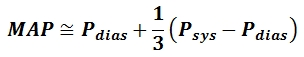 MAP ≅ P_dias + 1/3 (P_sys − P_dias)